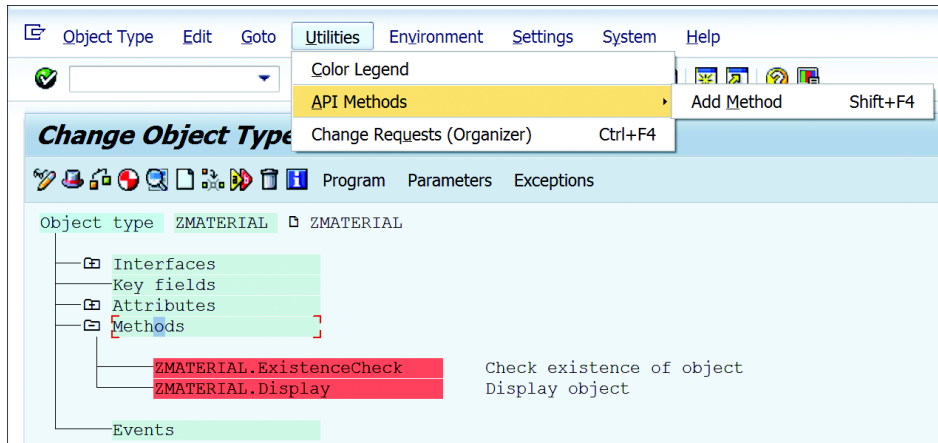 Object Type Edit Goto Utilities Environment Settings System Help
Color Legend
API Methods Add Method Shift+F4
Change Requests (Organizer) Ctrl+F4
Change Object Type
Program Parameters Exceptions
Object type ZMATERIAL ZMATERIAL
Interfaces
Key fields
Attributes
Methods
ZMATERIAL.ExistenceCheck Check existence of object
ZMATERIAL.Display Display object
Events